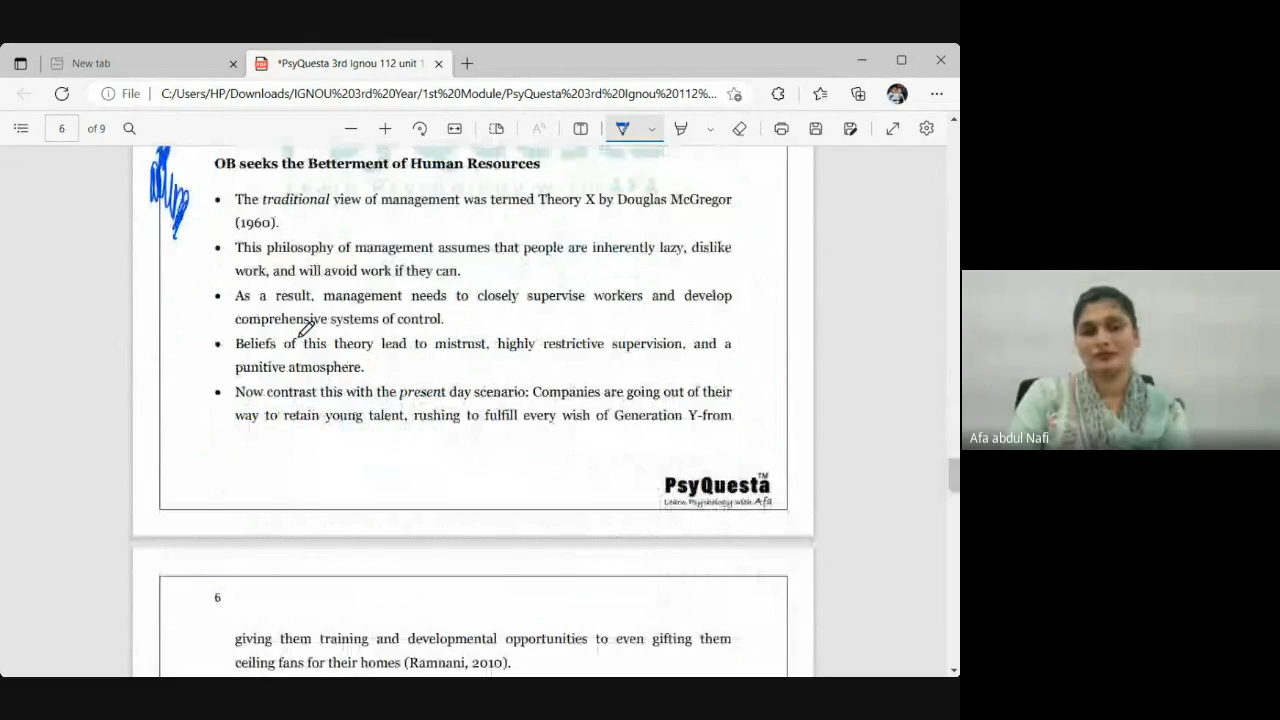 New tab
*PsyQuesta 3rd Ignou 112 unit 1
File
C:/Users/HP/Downloads/IGNOU%203rd%20Year/1st%20Module/PsyQuesta%203rd%20Ignou%20112%...
6 of 9
OB seeks the Betterment of Human Resources
• The traditional view of management was termed Theory X by Douglas McGregor
(1960).
• This philosophy of management assumes that people are inherently lazy, dislike
work, and will avoid work if they can.
• As a result, management needs to closely supervise workers and develop
comprehensive systems of control.
• Beliefs of this theory lead to mistrust, highly restrictive supervision, and a
punitive atmosphere.
• Now contrast this with the present day scenario: Companies are going out of their
way to retain young talent, rushing to fulfill every wish of Generation Y-from
PsyQuesta™
Learn Psychology with Afa
6
giving them training and developmental opportunities to even gifting them
ceiling fans for their homes (Ramnani, 2010).
Afa abdul Nafi